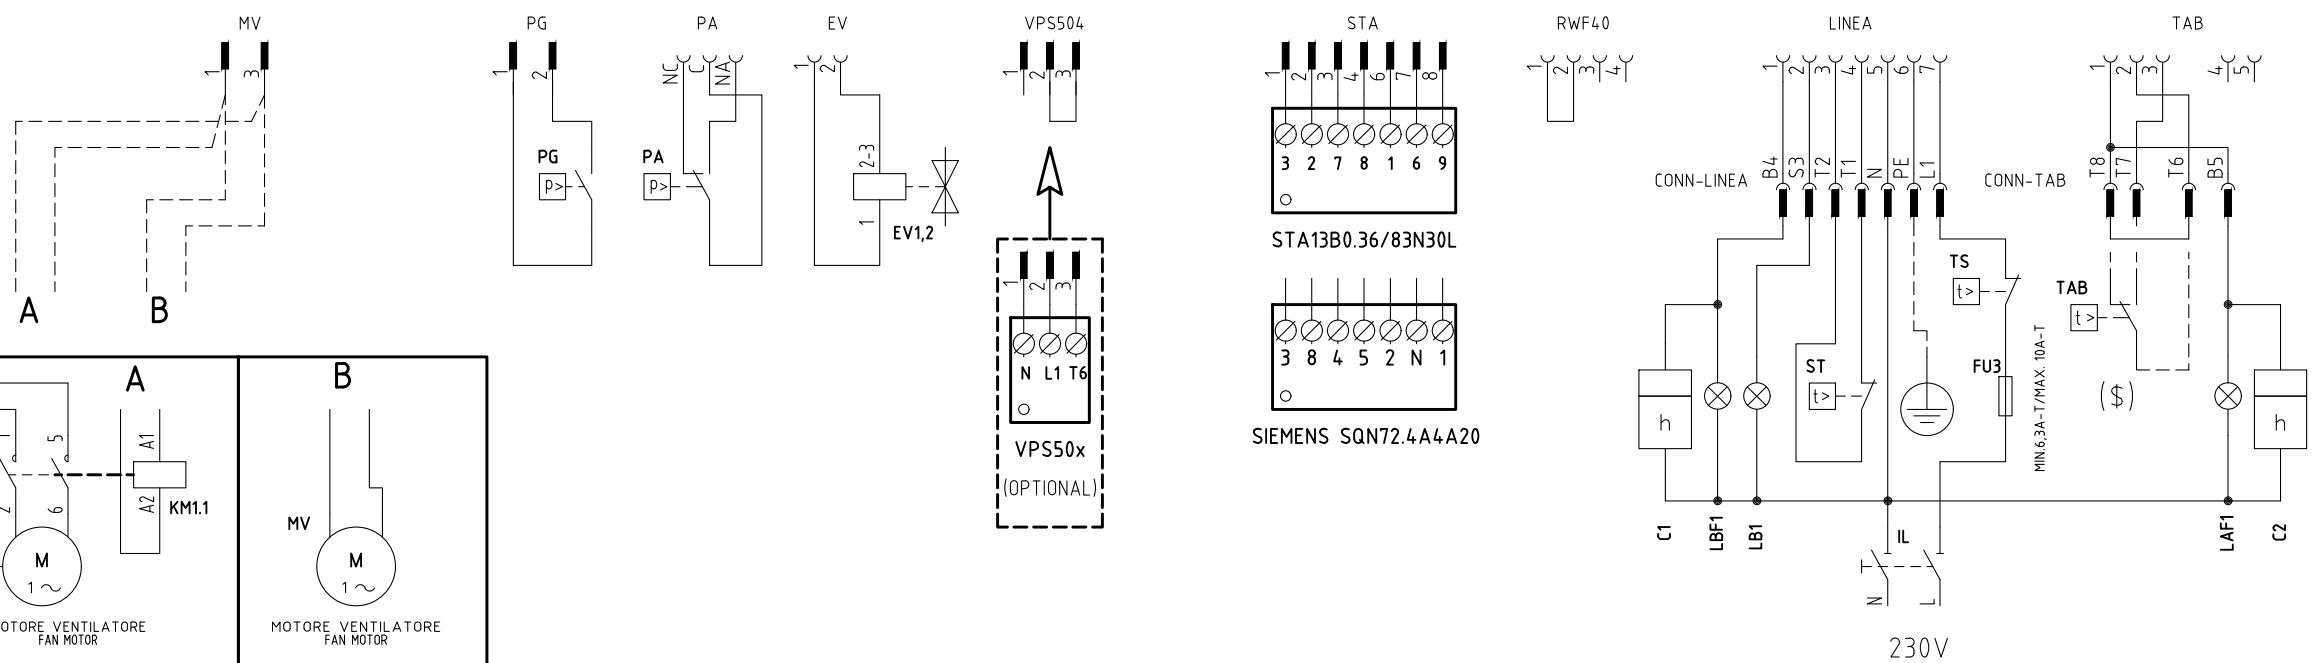 MV PG PA EV VPS504 STA RWF40 LINEA TAB
1 3 1 2 NC C NA 1 2 1 2 3 1 2 3 4 6 7 8 1 2 3 4 1 2 3 4 5 6 7 1 2 3 4 5
PG p> PA p> 2-3 1 EV1,2
3 2 7 8 1 6 9
STA13B0.36/83N30L
CONN-LINEA B4 S3 T2 T1 N PE L1
CONN-TAB T8 T7 T6 B5
A B
1 2 3
N L1 T6
VPS50x
(OPTIONAL)
3 8 4 5 2 N 1
SIEMENS SQN72.4A4A20
TS t>
ST t>
FU3
MIN.6,3A-T/MAX. 10A-T
TAB t>
($)
h h
C1 LBF1 LB1 IL LAF1 C2
N L
230V
A
1 5 A1
2 6 A2 KM1.1
M
1
OTORE VENTILATORE
FAN MOTOR
B
MV
M
1
MOTORE VENTILATORE
FAN MOTOR